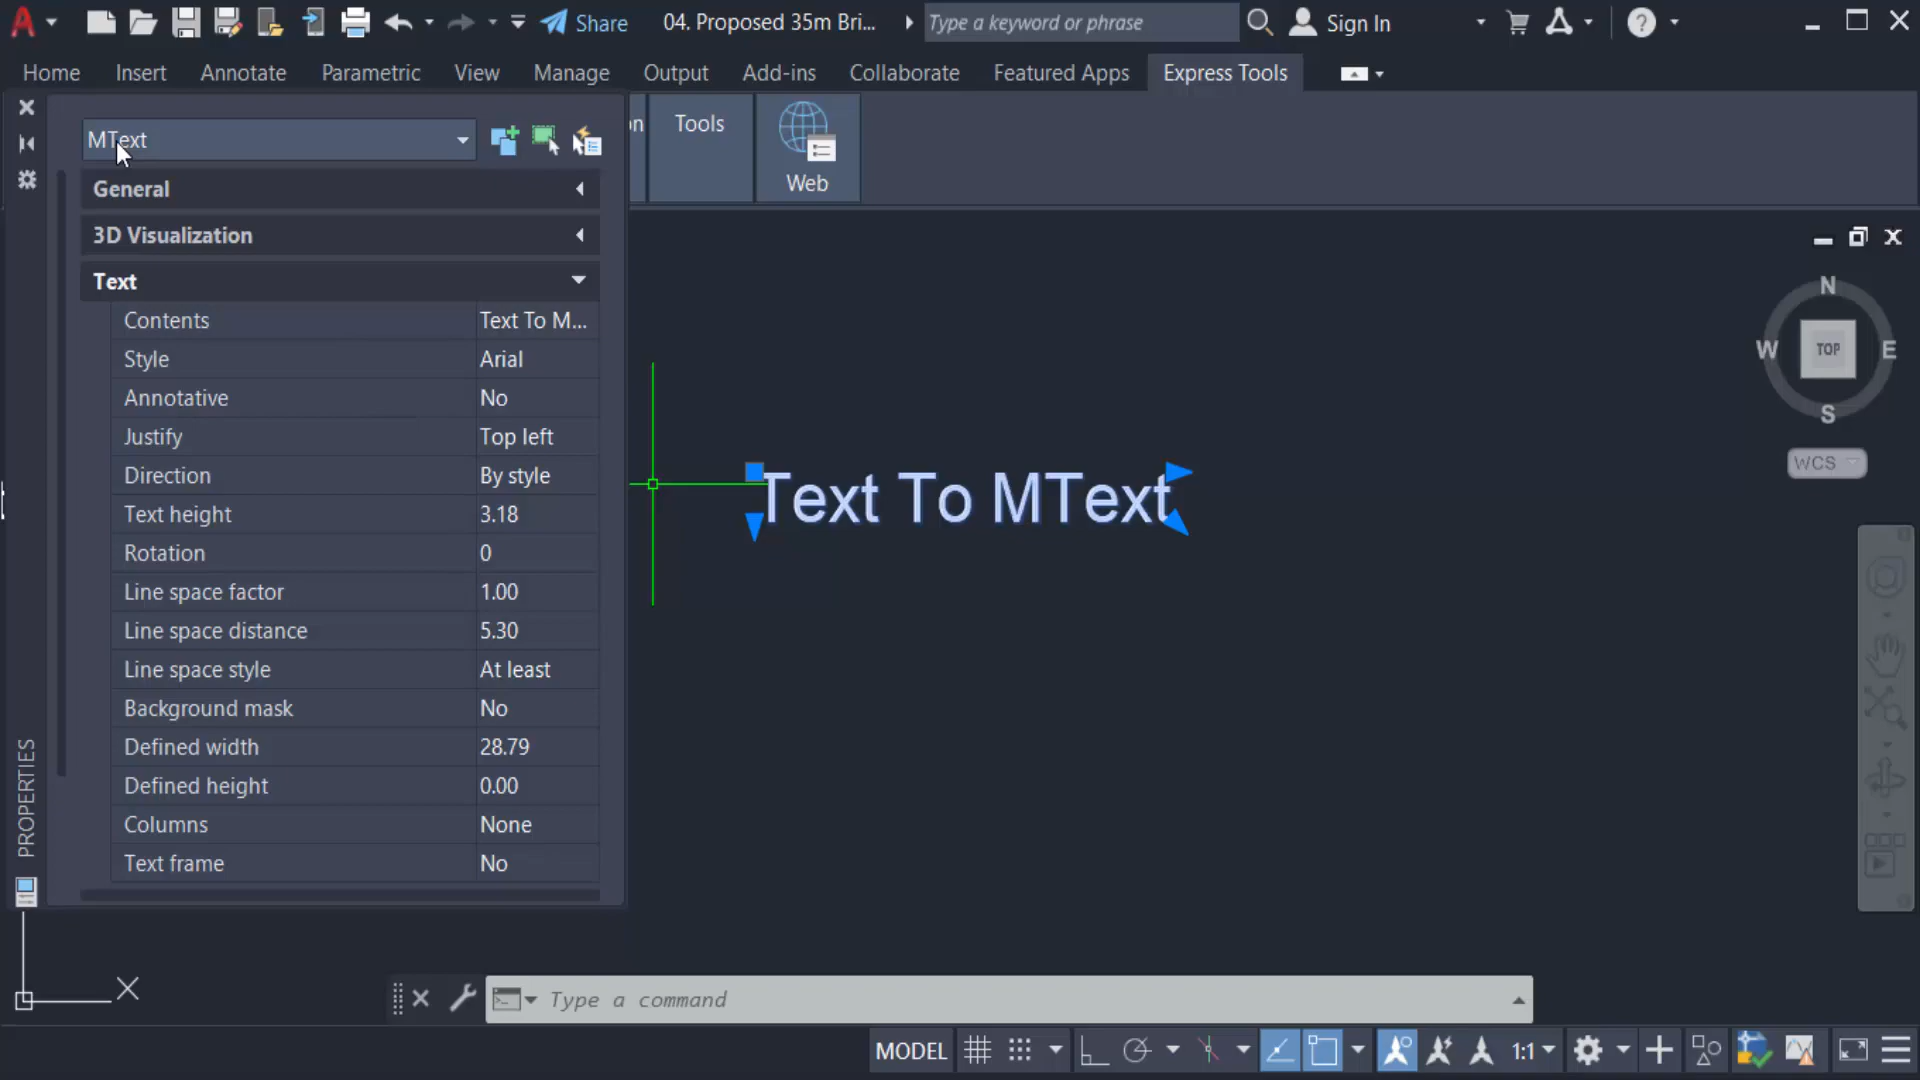 Share
04. Proposed 35m Bri...
Type a keyword or phrase
Sign In
Home
Insert
Annotate
Parametric
View
Manage
Output
Add-ins
Collaborate
Featured Apps
Express Tools
MText
on
Tools
Web
General
3D Visualization
Text
Contents Text To M...
Style Arial
Annotative No
Justify Top left
Direction By style
Text height 3.18
Rotation 0
Line space factor 1.00
Line space distance 5.30
Line space style At least
Background mask No
Defined width 28.79
Defined height 0.00
Columns None
Text frame No
PROPERTIES
Text To MText
N
W
TOP
E
S
WCS
X
Type a command
MODEL
1:1